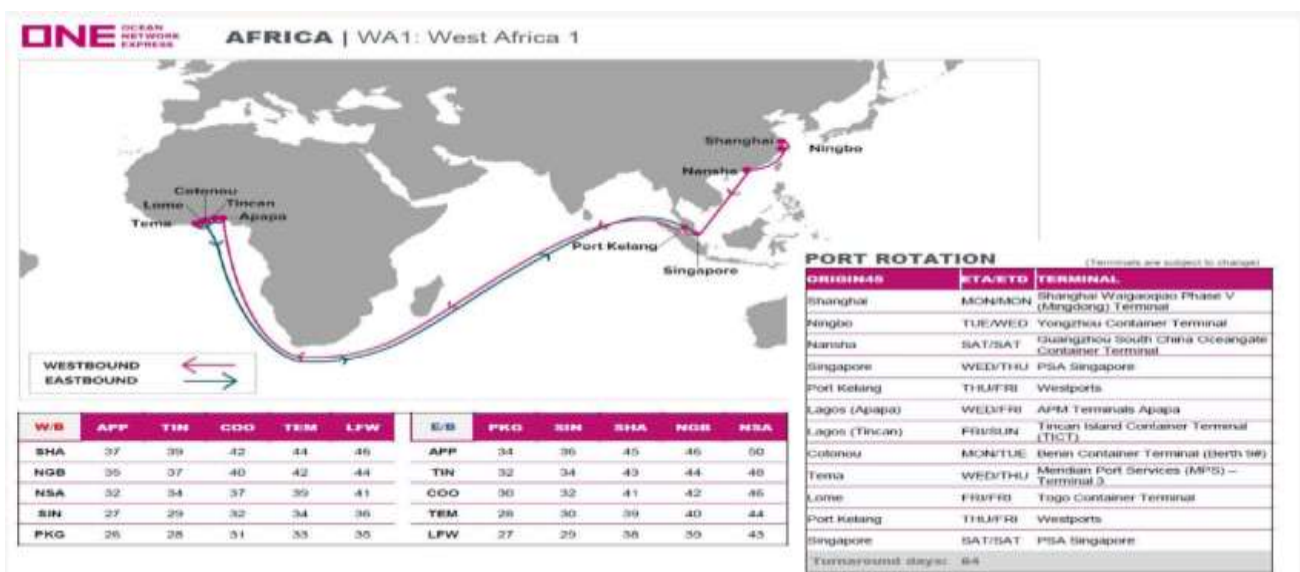 ONE OCEAN NETWORK EXPRESS
AFRICA | WA1: West Africa 1
Shanghai
Ningbo
Nansha
Cotonou
Lome
Tincan
Tema
Apapa
Port Kelang
Singapore
WESTBOUND
EASTBOUND
W/B APP TIN COO TEM LFW
SHA 37 39 42 44 46
NGB 35 37 40 42 44
NSA 32 34 37 39 41
SIN 27 29 32 34 36
PKG 26 28 31 33 35
E/B PKG SIN SHA NGB NSA
APP 34 36 45 46 50
TIN 32 34 43 44 48
COO 30 32 41 42 46
TEM 28 30 39 40 44
LFW 27 29 38 39 43
PORT ROTATION (Terminals are subject to change)
ETA/ETD TERMINAL
Shanghai MON/MON Shanghai Waigaoqiao Phase V (Mingdong) Terminal
Ningbo TUE/WED Yongzhou Container Terminal
Nansha SAT/SAT Guangzhou South China Oceangate Container Terminal
Singapore WED/THU PSA Singapore
Port Kelang THU/FRI Westports
Lagos (Apapa) WED/FRI APM Terminals Apapa
Lagos (Tincan) FRI/SUN Tincan Island Container Terminal (TICT)
Cotonou MON/TUE Benin Container Terminal (Berth 9#)
Tema WED/THU Meridian Port Services (MPS) – Terminal 3
Lome FRI/FRI Togo Container Terminal
Port Kelang THU/FRI Westports
Singapore SAT/SAT PSA Singapore
Turnaround days: 84